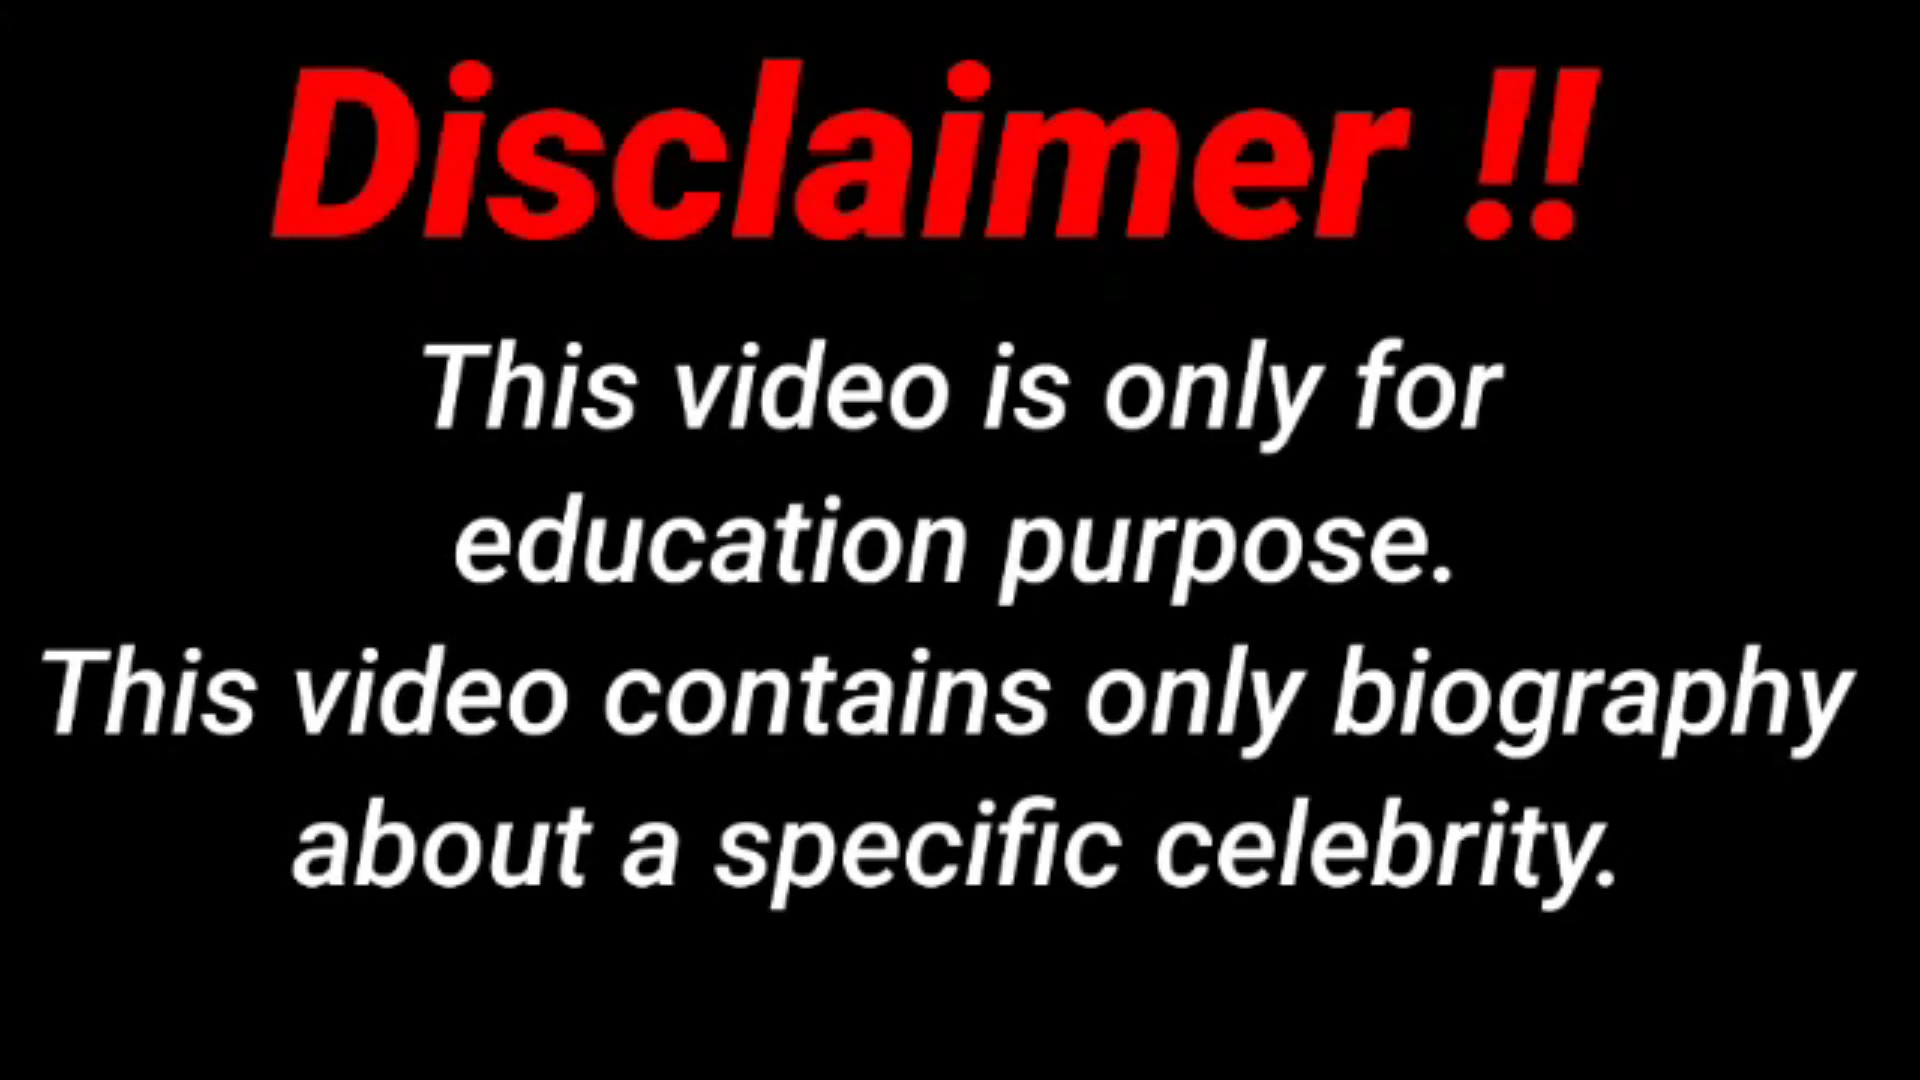 Disclaimer !!
This video is only for
education purpose.
This video contains only biography
about a specific celebrity.